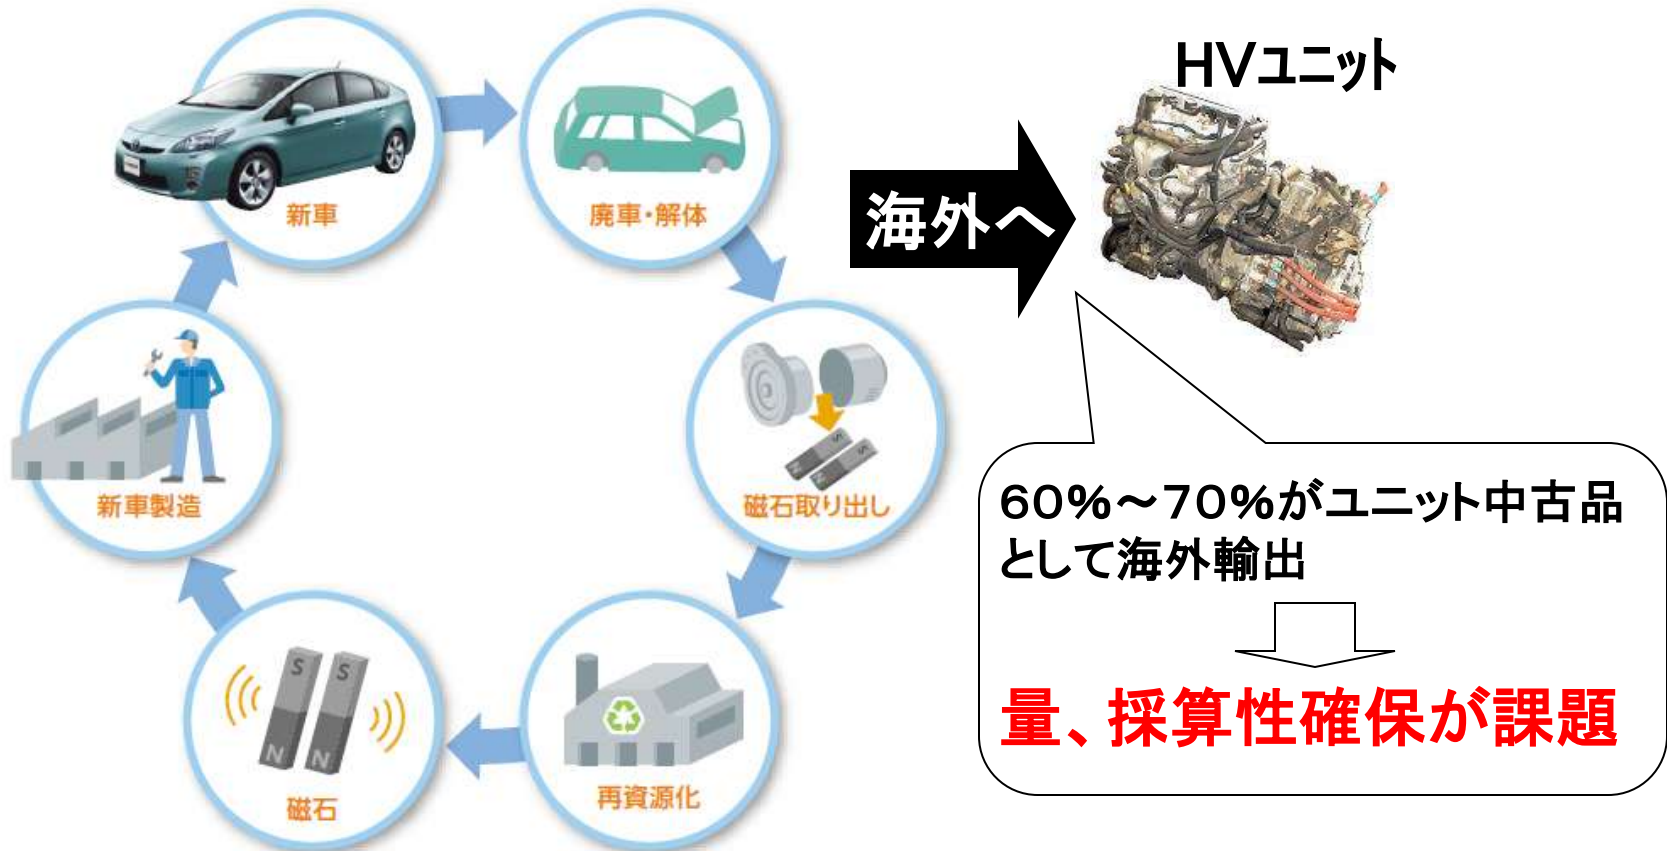 新車
廃車・解体
磁石取り出し
再資源化
磁石
新車製造
S
N
S
N
S
N
S
海外へ
HVユニット
60%～70%がユニット中古品
として海外輸出
量、採算性確保が課題